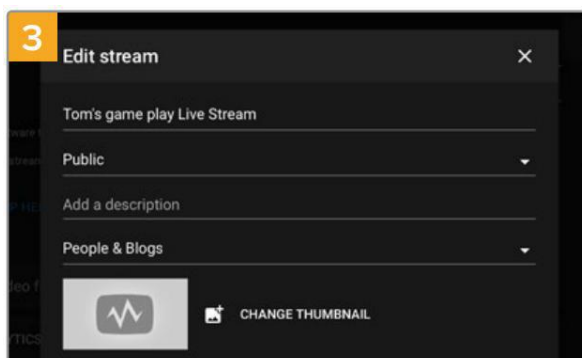 3
Edit stream
Tom's game play Live Stream
Public
Add a description
People & Blogs
CHANGE THUMBNAIL